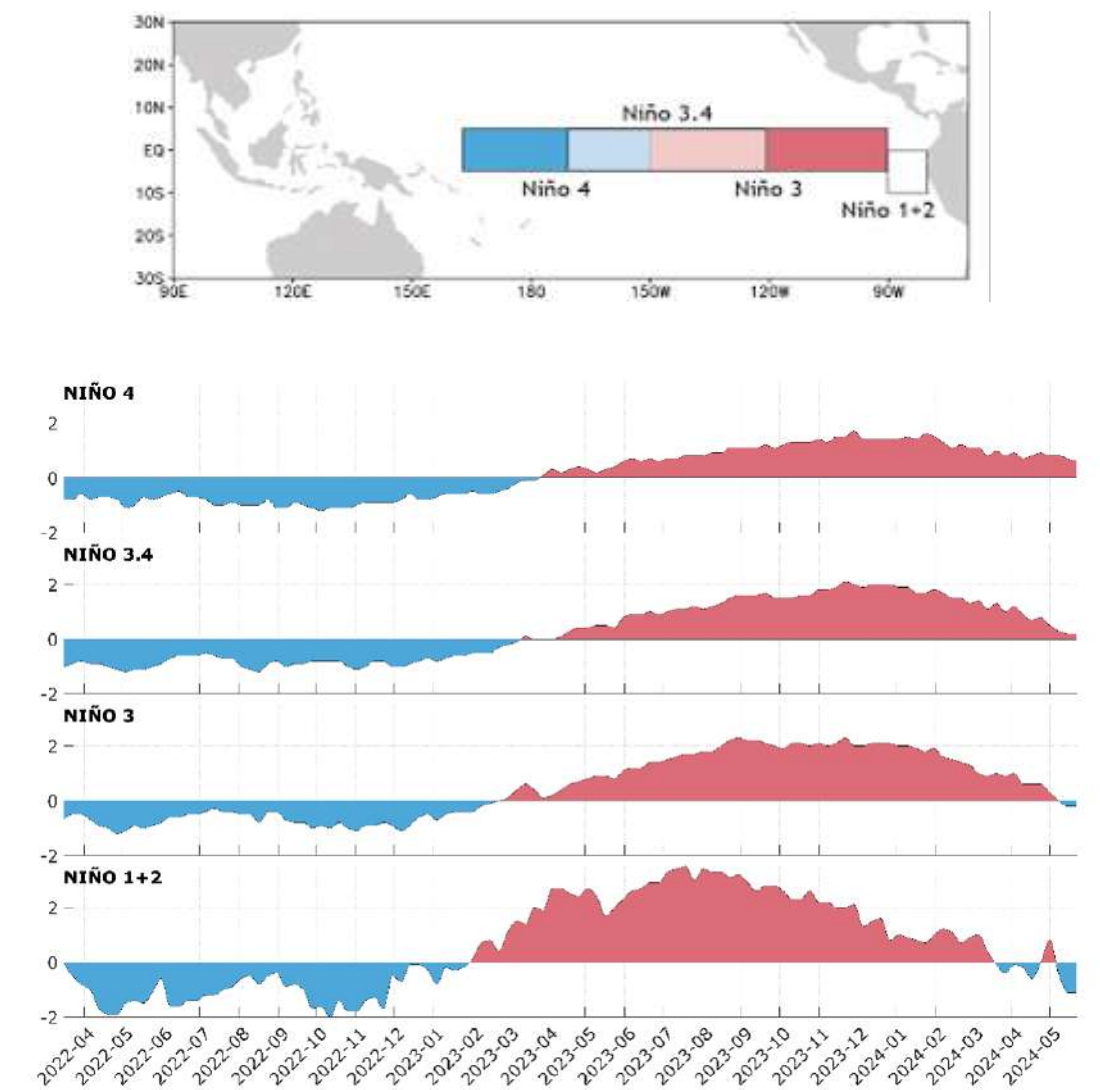 30N
20N
10N
EQ
10S
20S
30S
Niño 3.4
Niño 4
Niño 3
Niño 1+2
90E 120E 150E 180 150W 120W 90W
NIÑO 4
2
0
-2
NIÑO 3.4
2
0
-2
NIÑO 3
2
0
-2
NIÑO 1+2
2
0
-2
2022-04 2022-05 2022-06 2022-07 2022-08 2022-09 2022-10 2022-11 2022-12 2023-01 2023-02 2023-03 2023-04 2023-05 2023-06 2023-07 2023-08 2023-09 2023-10 2023-11 2023-12 2024-01 2024-02 2024-03 2024-04 2024-05